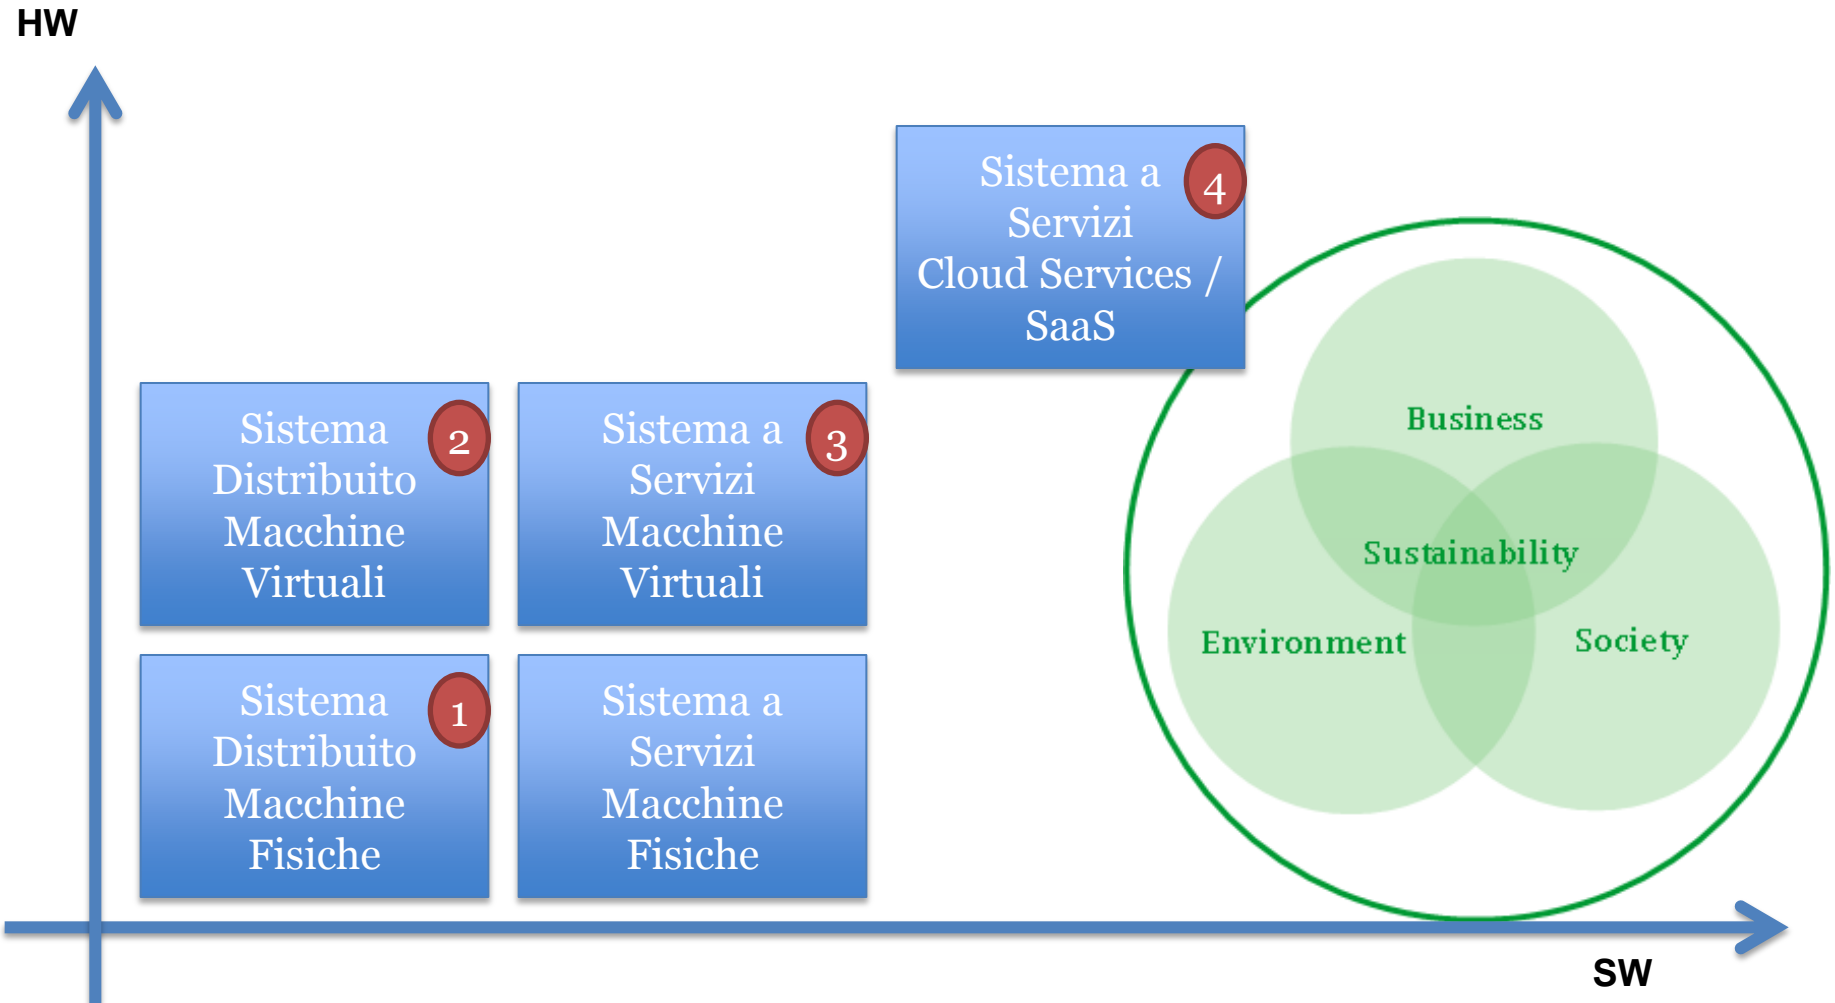 HW
Sistema a
Servizi
Cloud Services /
SaaS
4
Sistema
Distribuito
Macchine
Virtuali
2
Sistema a
Servizi
Macchine
Virtuali
3
Sistema
Distribuito
Macchine
Fisiche
1
Sistema a
Servizi
Macchine
Fisiche
Business
Sustainability
Environment
Society
SW